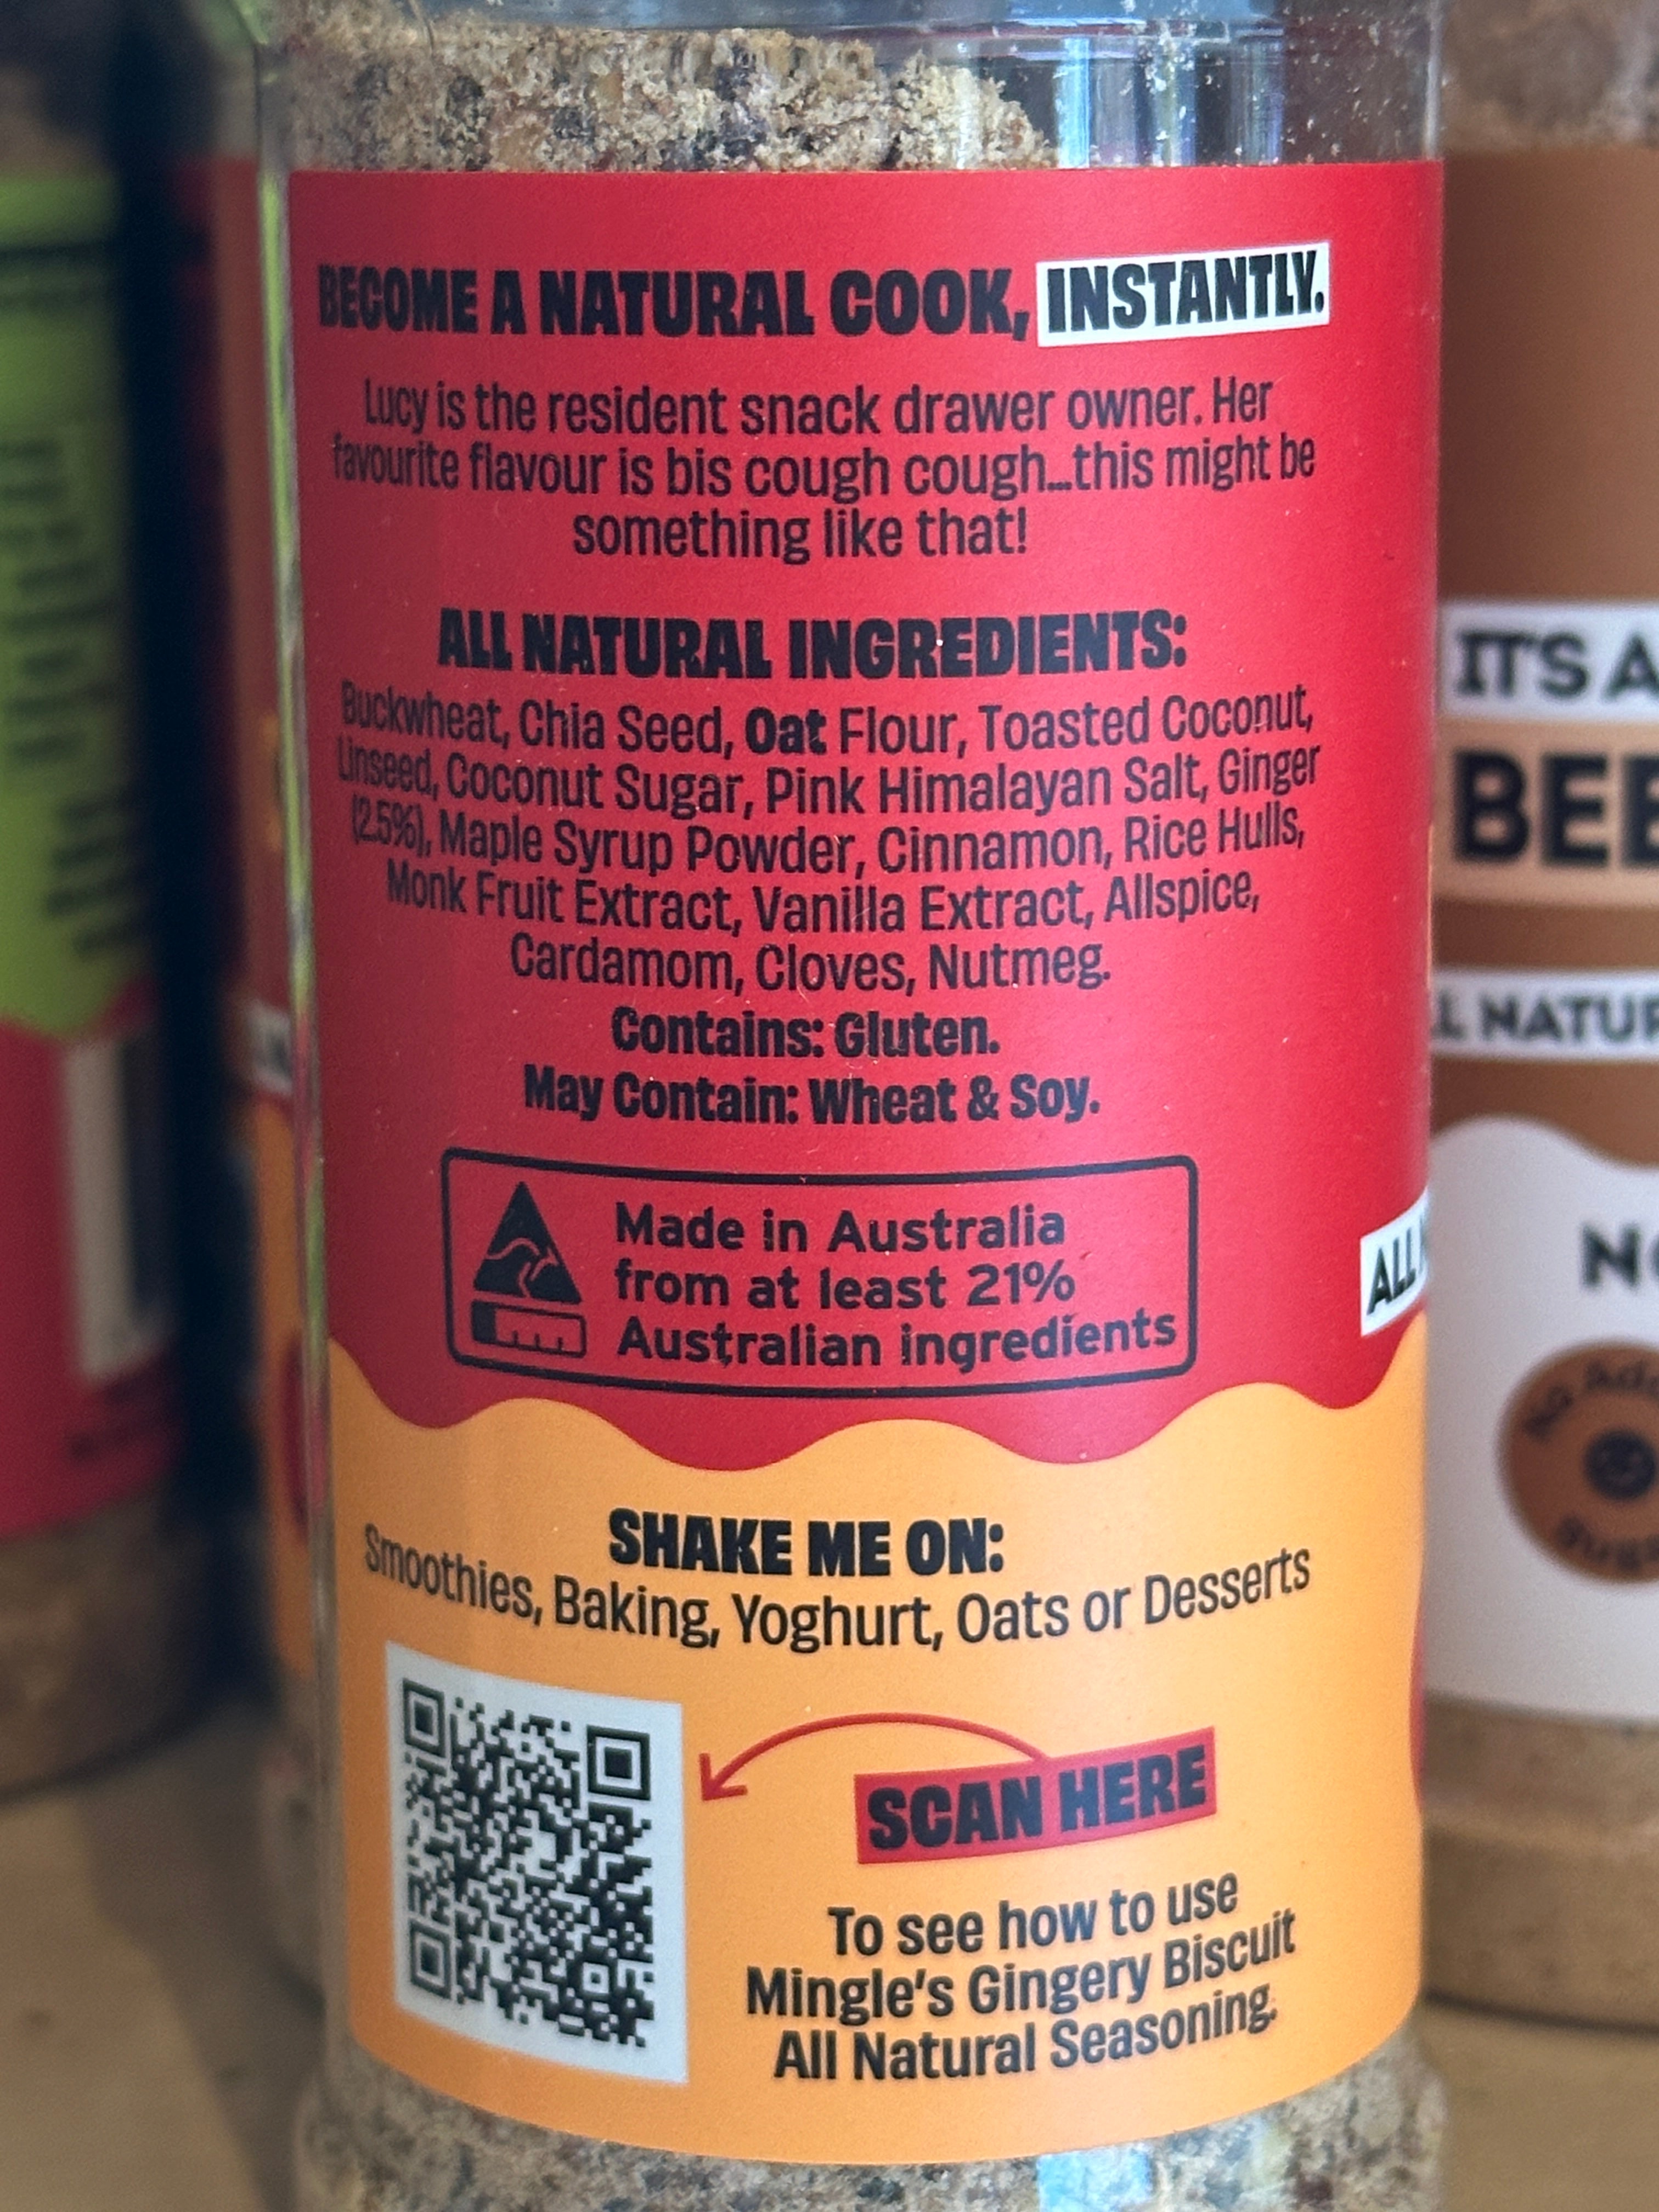 BECOME A NATURAL COOK, INSTANTLY.
Lucy is the resident snack drawer owner. Her
favourite flavour is bis cough cough...this might be
something like that!
ALL NATURAL INGREDIENTS:
Buckwheat, Chia Seed, Oat Flour, Toasted Coconut,
Linseed, Coconut Sugar, Pink Himalayan Salt, Ginger
(2.5%), Maple Syrup Powder, Cinnamon, Rice Hulls,
Monk Fruit Extract, Vanilla Extract, Allspice,
Cardamom, Cloves, Nutmeg.
Contains: Gluten.
May Contain: Wheat & Soy.
Made in Australia
from at least 21%
Australian ingredients
ALL
SHAKE ME ON:
Smoothies, Baking, Yoghurt, Oats or Desserts
SCAN HERE
To see how to use
Mingle's Gingery Biscuit
All Natural Seasoning.
IT'S A